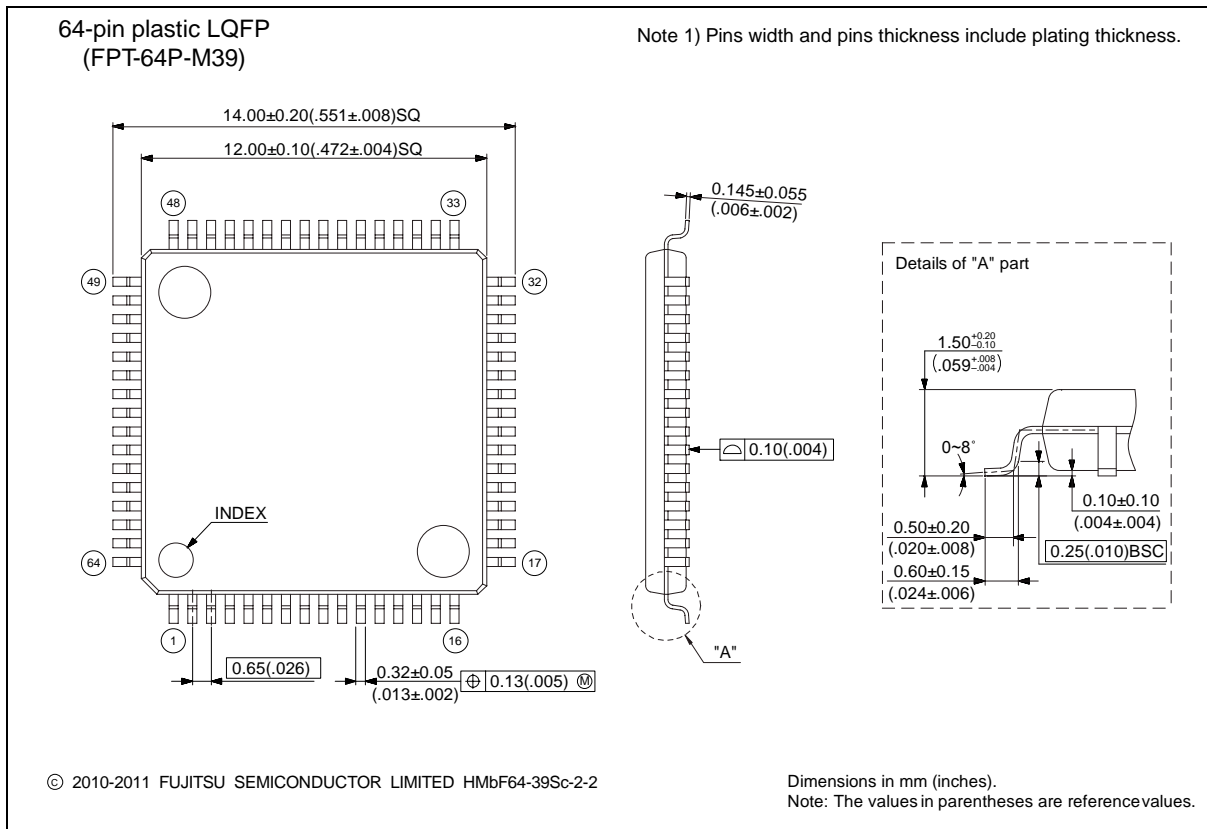 64-pin plastic LQFP
(FPT-64P-M39)
Note 1) Pins width and pins thickness include plating thickness.
14.00±0.20(.551±.008)SQ
12.00±0.10(.472±.004)SQ
48
33
49
32
64
17
1
16
INDEX
0.65(.026)
0.32±0.05
(.013±.002)
⌖ 0.13(.005) Ⓜ
0.145±0.055
(.006±.002)
⌓ 0.10(.004)
"A"
Details of "A" part
1.50+0.20 −0.10
(.059+.008 −.004)
0~8°
0.50±0.20
(.020±.008)
0.60±0.15
(.024±.006)
0.10±0.10
(.004±.004)
0.25(.010)BSC
© 2010-2011 FUJITSU SEMICONDUCTOR LIMITED HMbF64-39Sc-2-2
Dimensions in mm (inches).
Note: The values in parentheses are reference values.